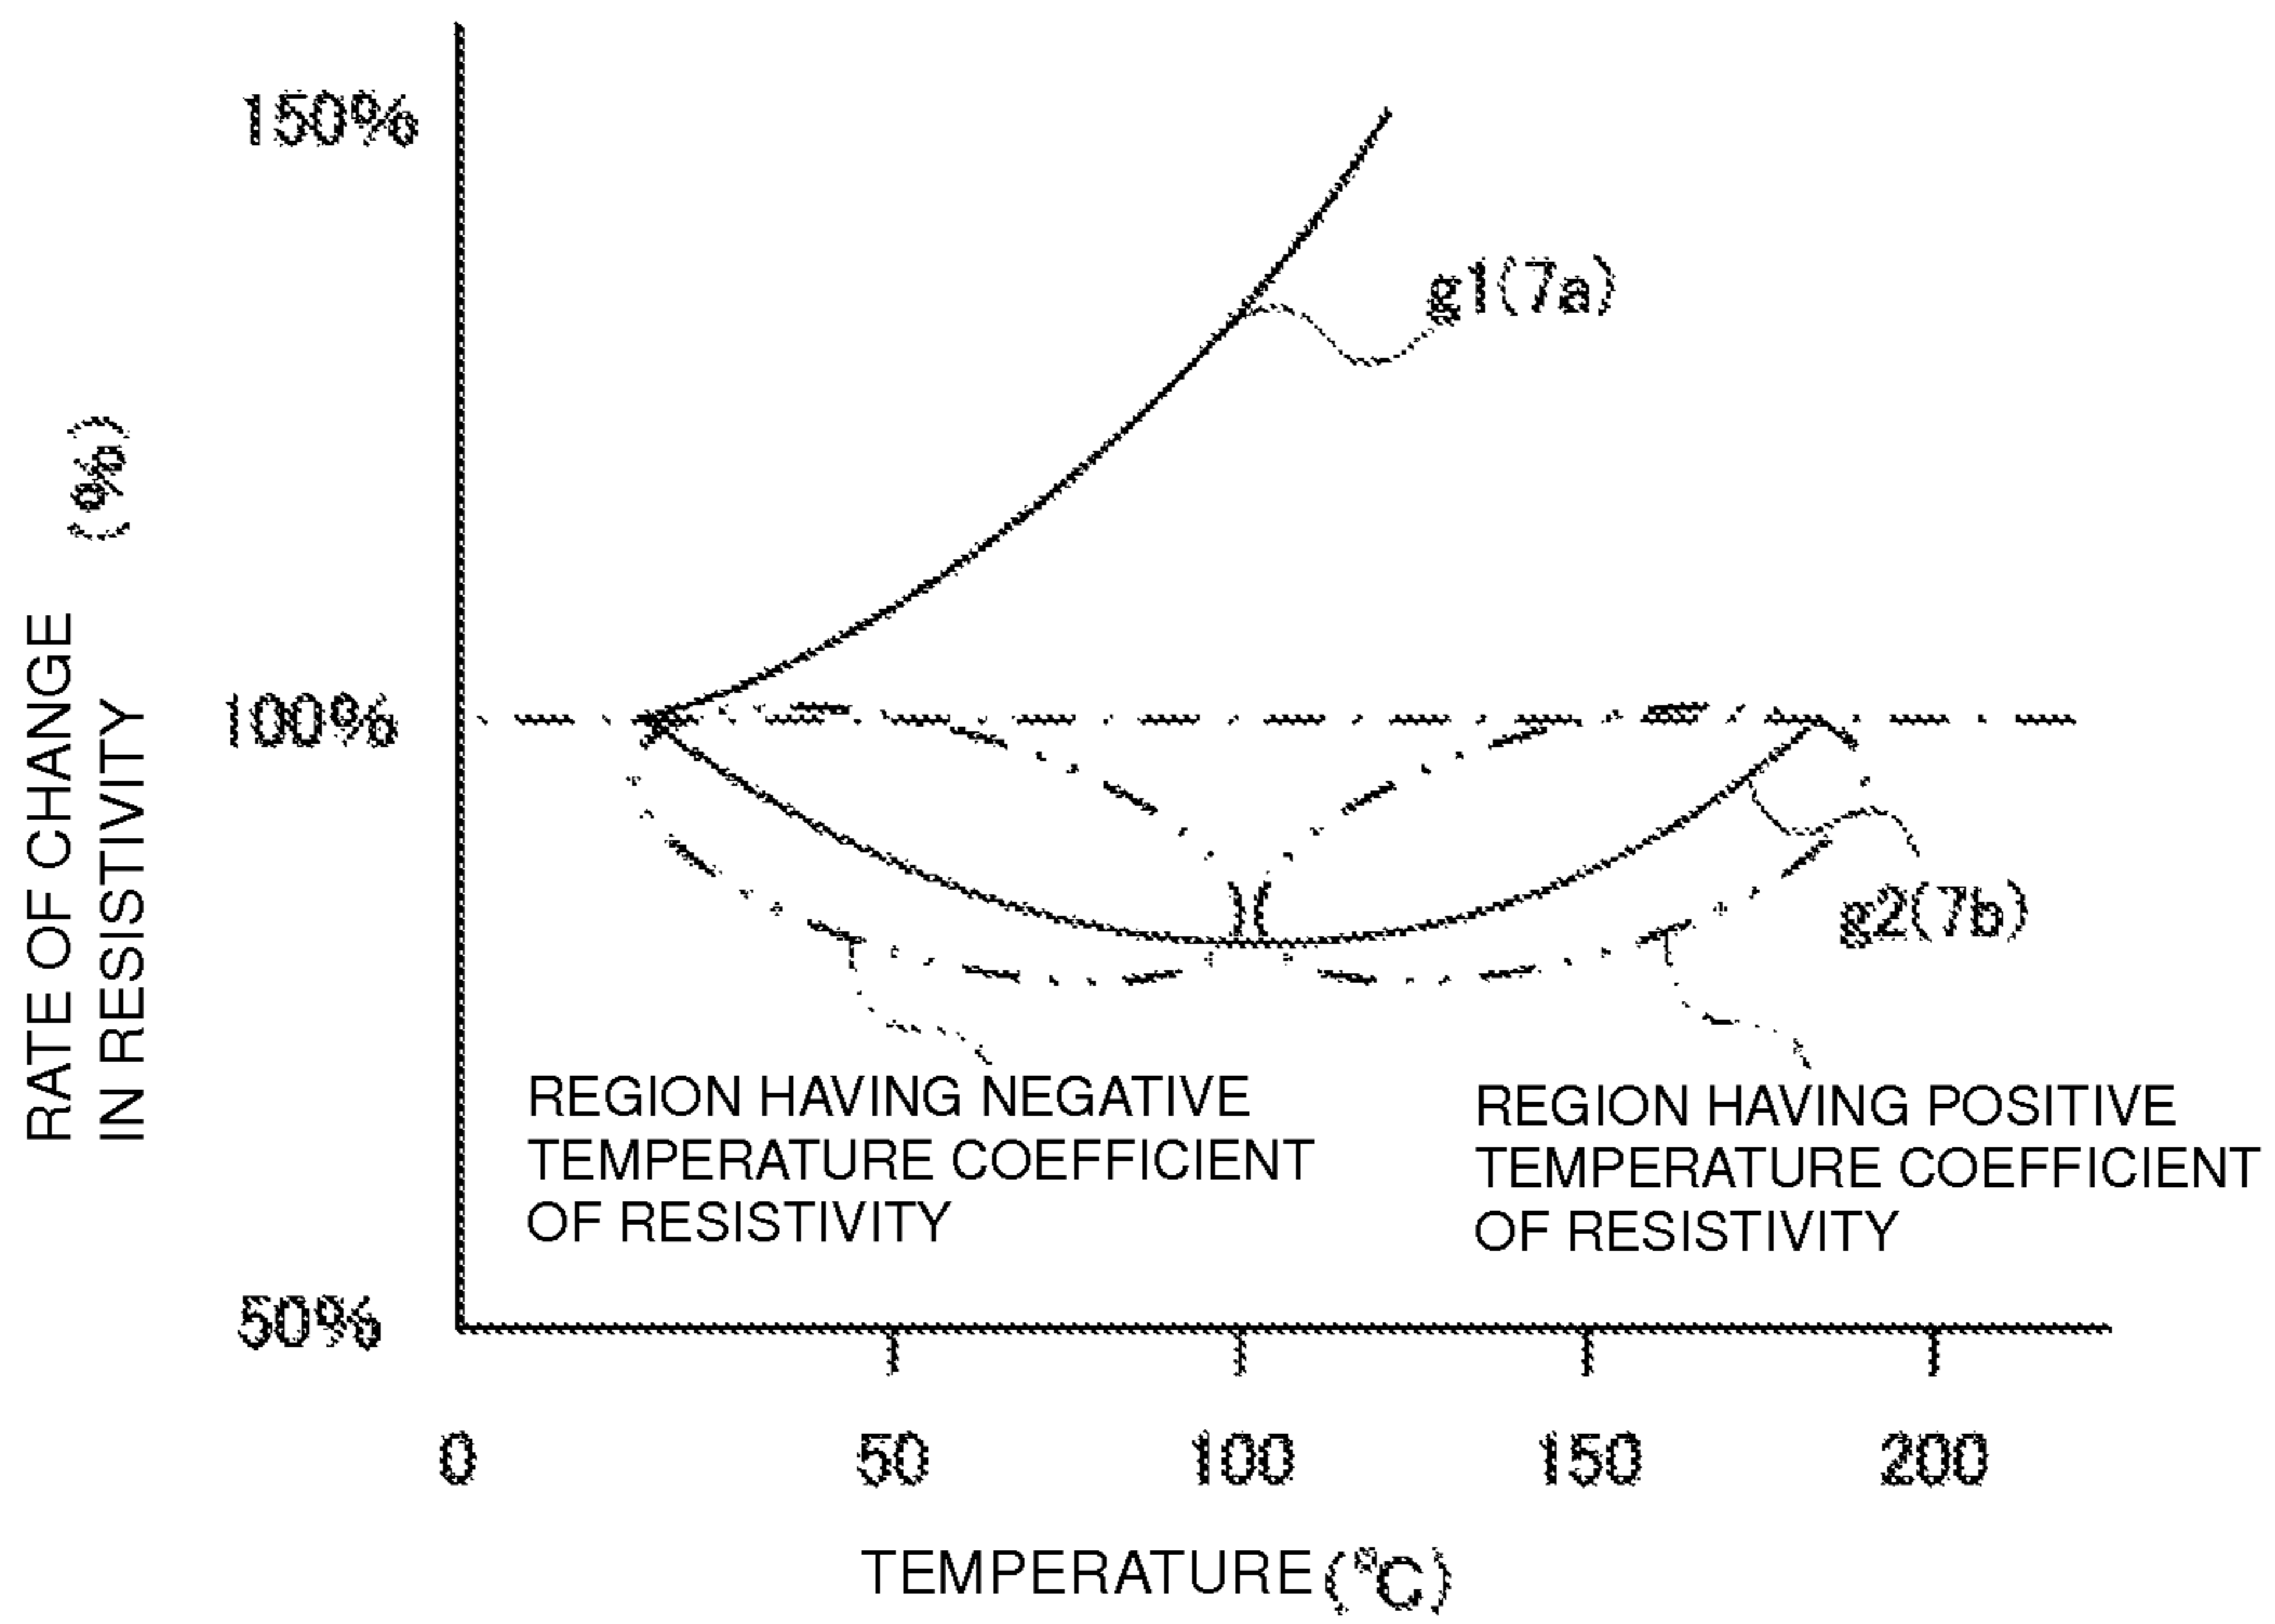 150%
g1(7a)
RATE OF CHANGE
IN RESISTIVITY (%)
100%
g2(7b)
REGION HAVING NEGATIVE
TEMPERATURE COEFFICIENT
OF RESISTIVITY
REGION HAVING POSITIVE
TEMPERATURE COEFFICIENT
OF RESISTIVITY
50%
0 50 100 150 200
TEMPERATURE (°C)